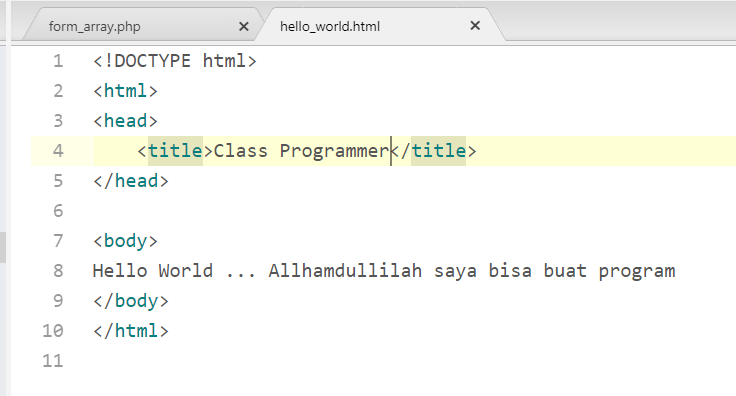 form_array.php × hello_world.html ×
1 <!DOCTYPE html>
2 <html>
3 <head>
4     <title>Class Programmer</title>
5 </head>
6
7 <body>
8 Hello World ... Allhamdullilah saya bisa buat program
9 </body>
10 </html>
11